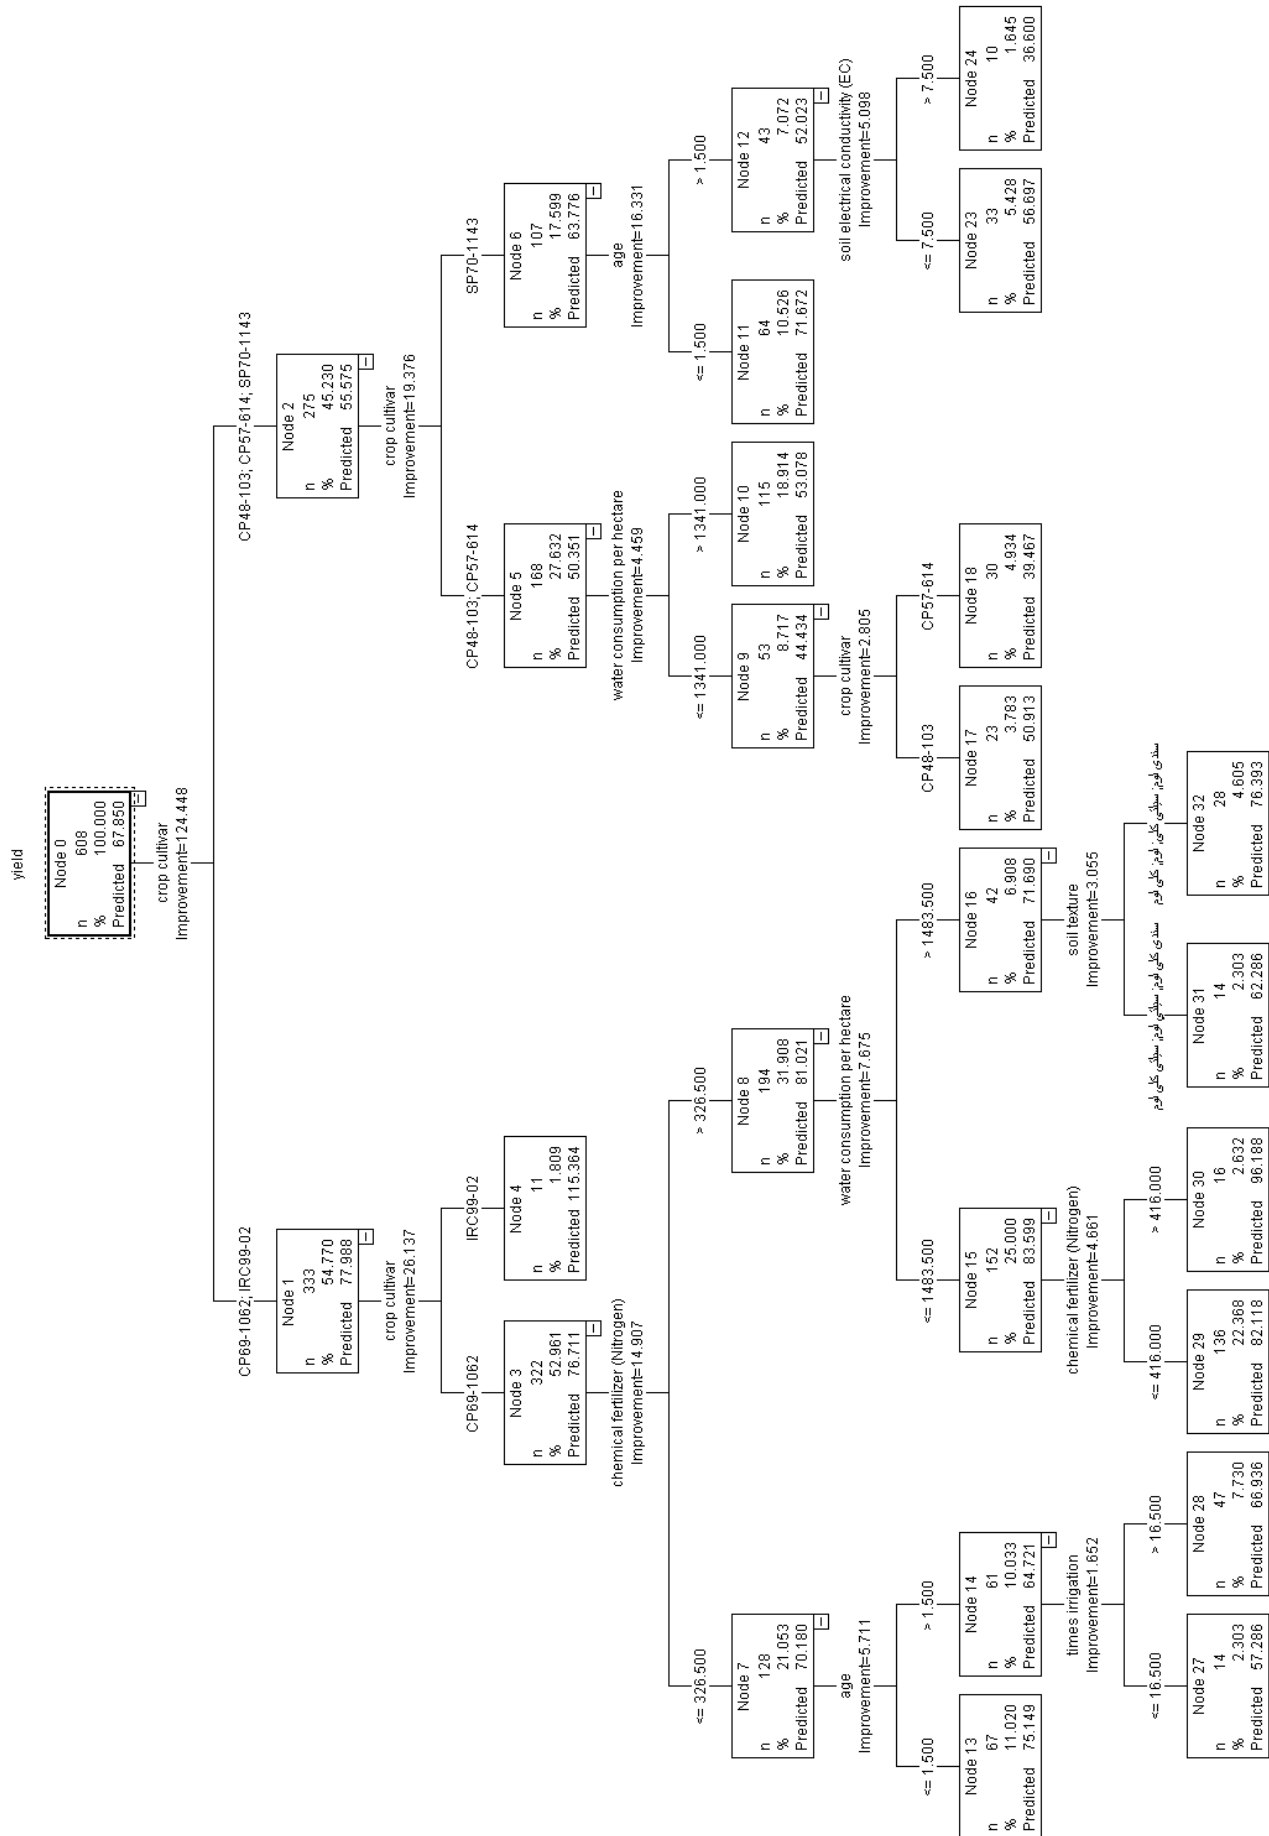 yield
Node 0
n 608
% 100.000
Predicted 67.850
crop cultivar
Improvement=124.448
CP69-1062; IRC99-02
CP48-103; CP57-614; SP70-1143
Node 1
n 333
% 54.770
Predicted 77.988
crop cultivar
Improvement=26.137
Node 2
n 275
% 45.230
Predicted 55.575
crop cultivar
Improvement=19.376
CP69-1062
IRC99-02
CP48-103; CP57-614
SP70-1143
Node 3
n 322
% 52.961
Predicted 76.711
chemical fertilizer (Nitrogen)
Improvement=14.907
Node 4
n 11
% 1.809
Predicted 115.364
Node 5
n 168
% 27.632
Predicted 50.351
water consumption per hectare
Improvement=4.459
Node 6
n 107
% 17.599
Predicted 63.776
age
Improvement=16.331
<= 326.500
> 326.500
<= 1341.000
> 1341.000
<= 1.500
> 1.500
Node 7
n 128
% 21.053
Predicted 70.180
age
Improvement=5.711
Node 8
n 194
% 31.908
Predicted 81.021
water consumption per hectare
Improvement=7.675
Node 9
n 53
% 8.717
Predicted 44.434
crop cultivar
Improvement=2.805
Node 10
n 115
% 18.914
Predicted 53.078
Node 11
n 64
% 10.526
Predicted 71.672
Node 12
n 43
% 7.072
Predicted 52.023
soil electrical conductivity (EC)
Improvement=5.098
<= 1.500
> 1.500
<= 1483.500
> 1483.500
CP48-103
CP57-614
<= 7.500
> 7.500
Node 13
n 67
% 11.020
Predicted 75.149
Node 14
n 61
% 10.033
Predicted 64.721
times irrigation
Improvement=1.652
Node 15
n 152
% 25.000
Predicted 83.599
chemical fertilizer (Nitrogen)
Improvement=4.661
Node 16
n 42
% 6.908
Predicted 71.690
soil texture
Improvement=3.055
Node 17
n 23
% 3.783
Predicted 50.913
Node 18
n 30
% 4.934
Predicted 39.467
Node 23
n 33
% 5.428
Predicted 56.697
Node 24
n 10
% 1.645
Predicted 36.600
<= 16.500
> 16.500
<= 416.000
> 416.000
سندی کلی لوم; سیلتی لوم; سیلتی کلی لوم
سندی لوم; سیلتی کلی; لوم; کلی لوم
Node 27
n 14
% 2.303
Predicted 57.286
Node 28
n 47
% 7.730
Predicted 66.936
Node 29
n 136
% 22.368
Predicted 82.118
Node 30
n 16
% 2.632
Predicted 96.188
Node 31
n 14
% 2.303
Predicted 62.286
Node 32
n 28
% 4.605
Predicted 76.393